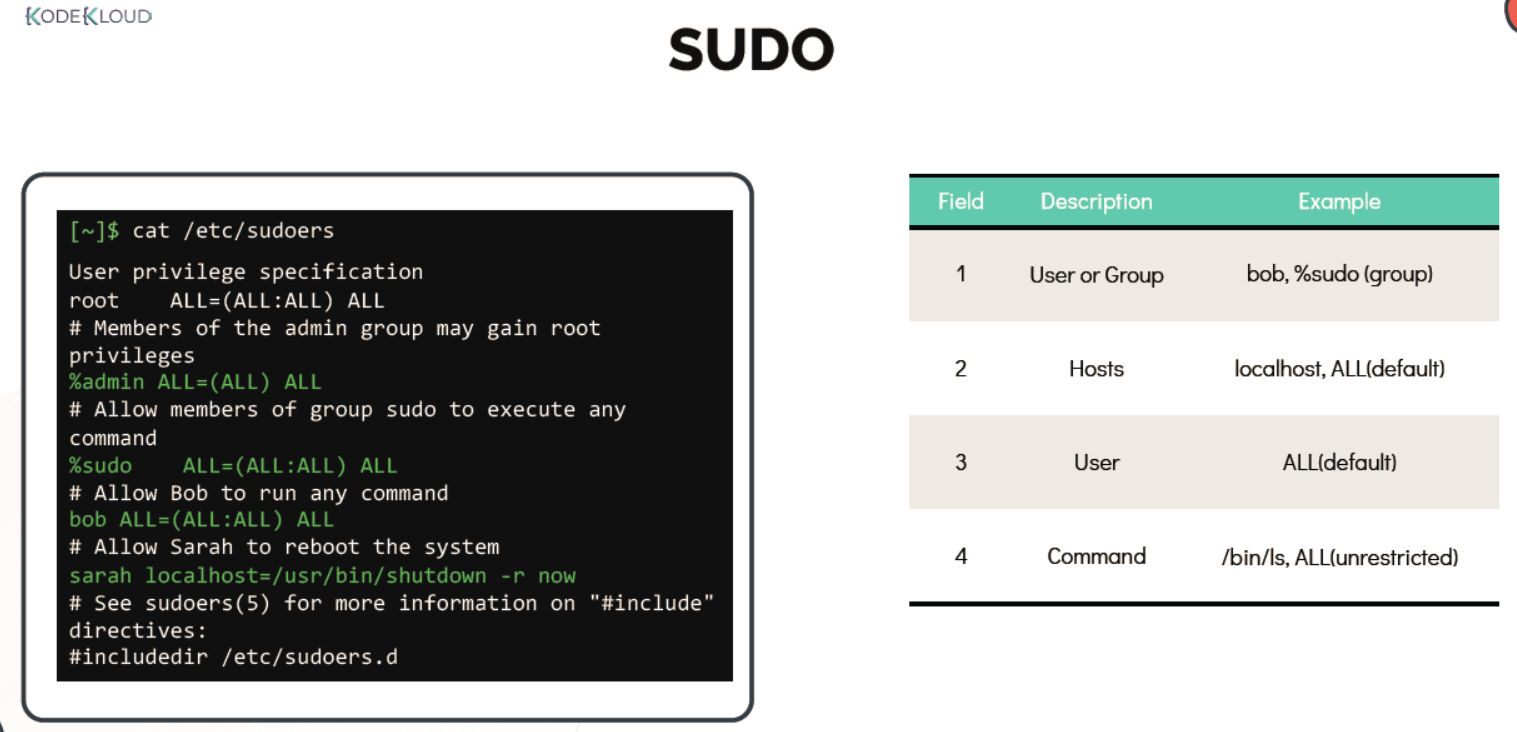 KODEKLOUD
SUDO
[~]$ cat /etc/sudoers
User privilege specification
root    ALL=(ALL:ALL) ALL
# Members of the admin group may gain root
privileges
%admin ALL=(ALL) ALL
# Allow members of group sudo to execute any
command
%sudo    ALL=(ALL:ALL) ALL
# Allow Bob to run any command
bob ALL=(ALL:ALL) ALL
# Allow Sarah to reboot the system
sarah localhost=/usr/bin/shutdown -r now
# See sudoers(5) for more information on "#include"
directives:
#includedir /etc/sudoers.d
Field Description Example
1 User or Group bob, %sudo (group)
2 Hosts localhost, ALL(default)
3 User ALL(default)
4 Command /bin/ls, ALL(unrestricted)